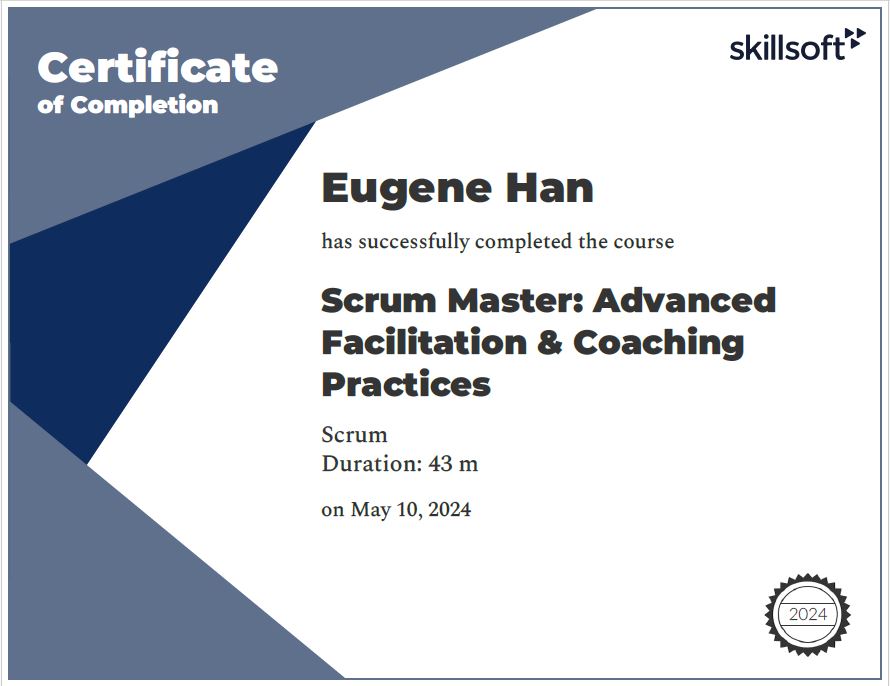 Certificate
of Completion
skillsoft
Eugene Han
has successfully completed the course
Scrum Master: Advanced
Facilitation & Coaching
Practices
Scrum
Duration: 43 m
on May 10, 2024
2024